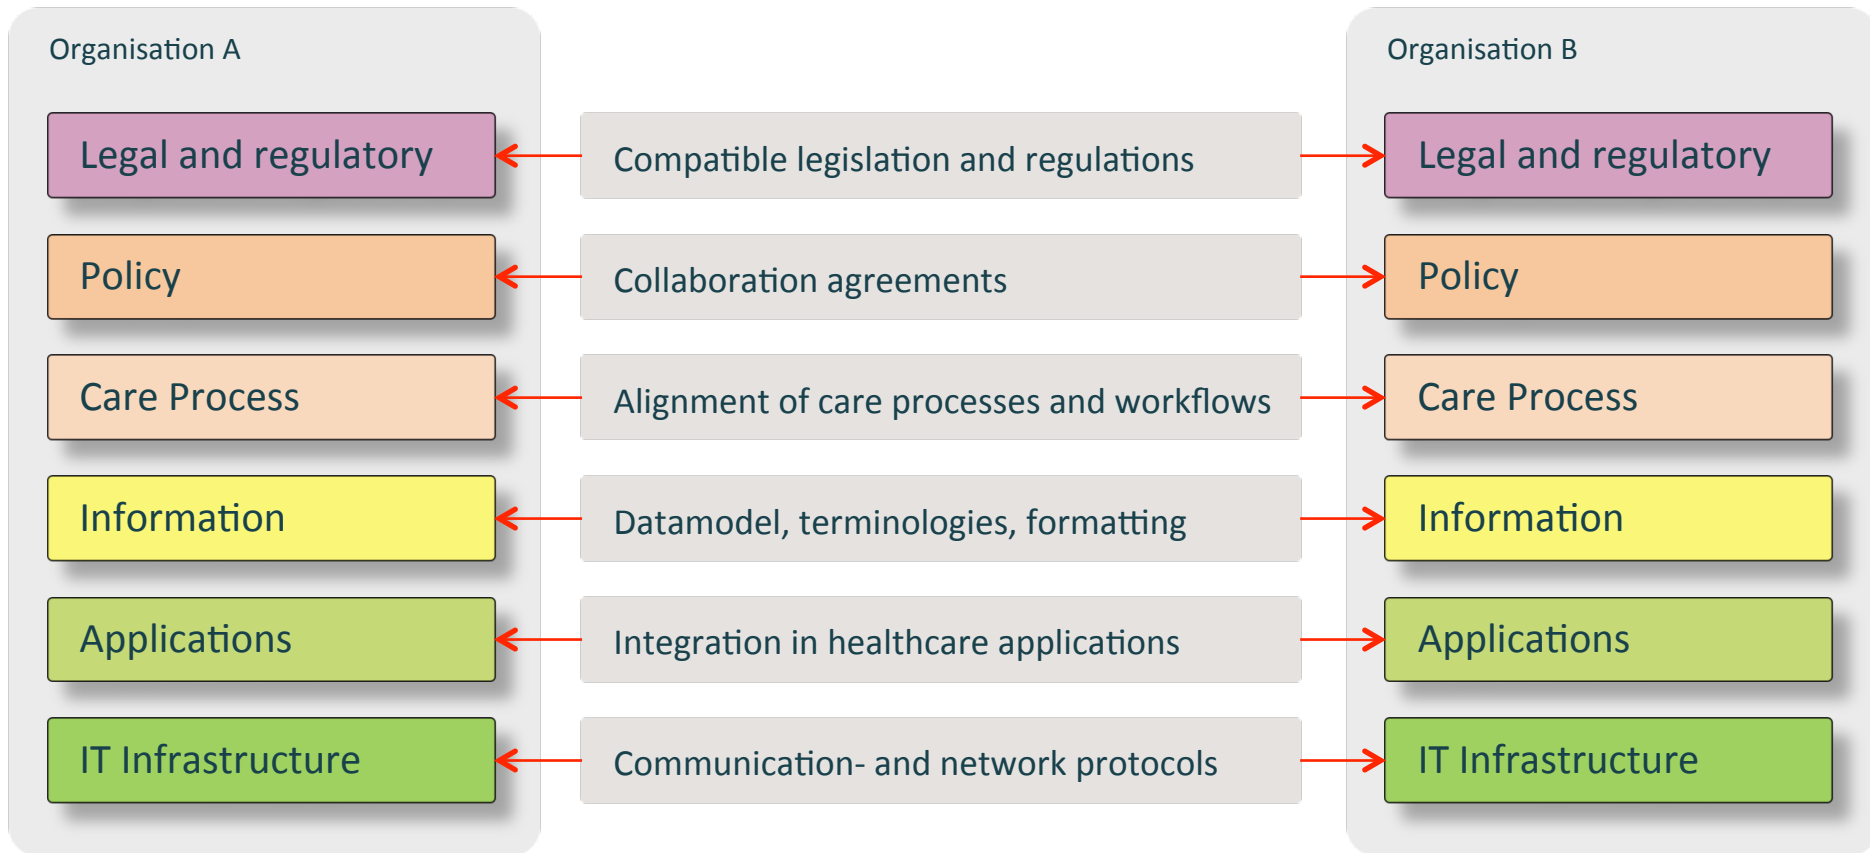 Organisation A
Organisation B
Legal and regulatory
Compatible legislation and regulations
Legal and regulatory
Policy
Collaboration agreements
Policy
Care Process
Alignment of care processes and workflows
Care Process
Information
Datamodel, terminologies, formatting
Information
Applications
Integration in healthcare applications
Applications
IT Infrastructure
Communication- and network protocols
IT Infrastructure